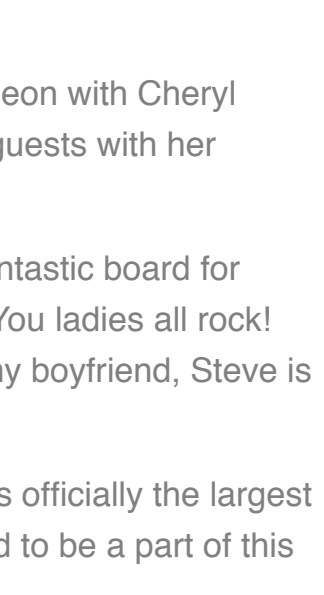 eon with Cheryl
guests with her
ntastic board for
You ladies all rock!
ny boyfriend, Steve is
s officially the largest
d to be a part of this